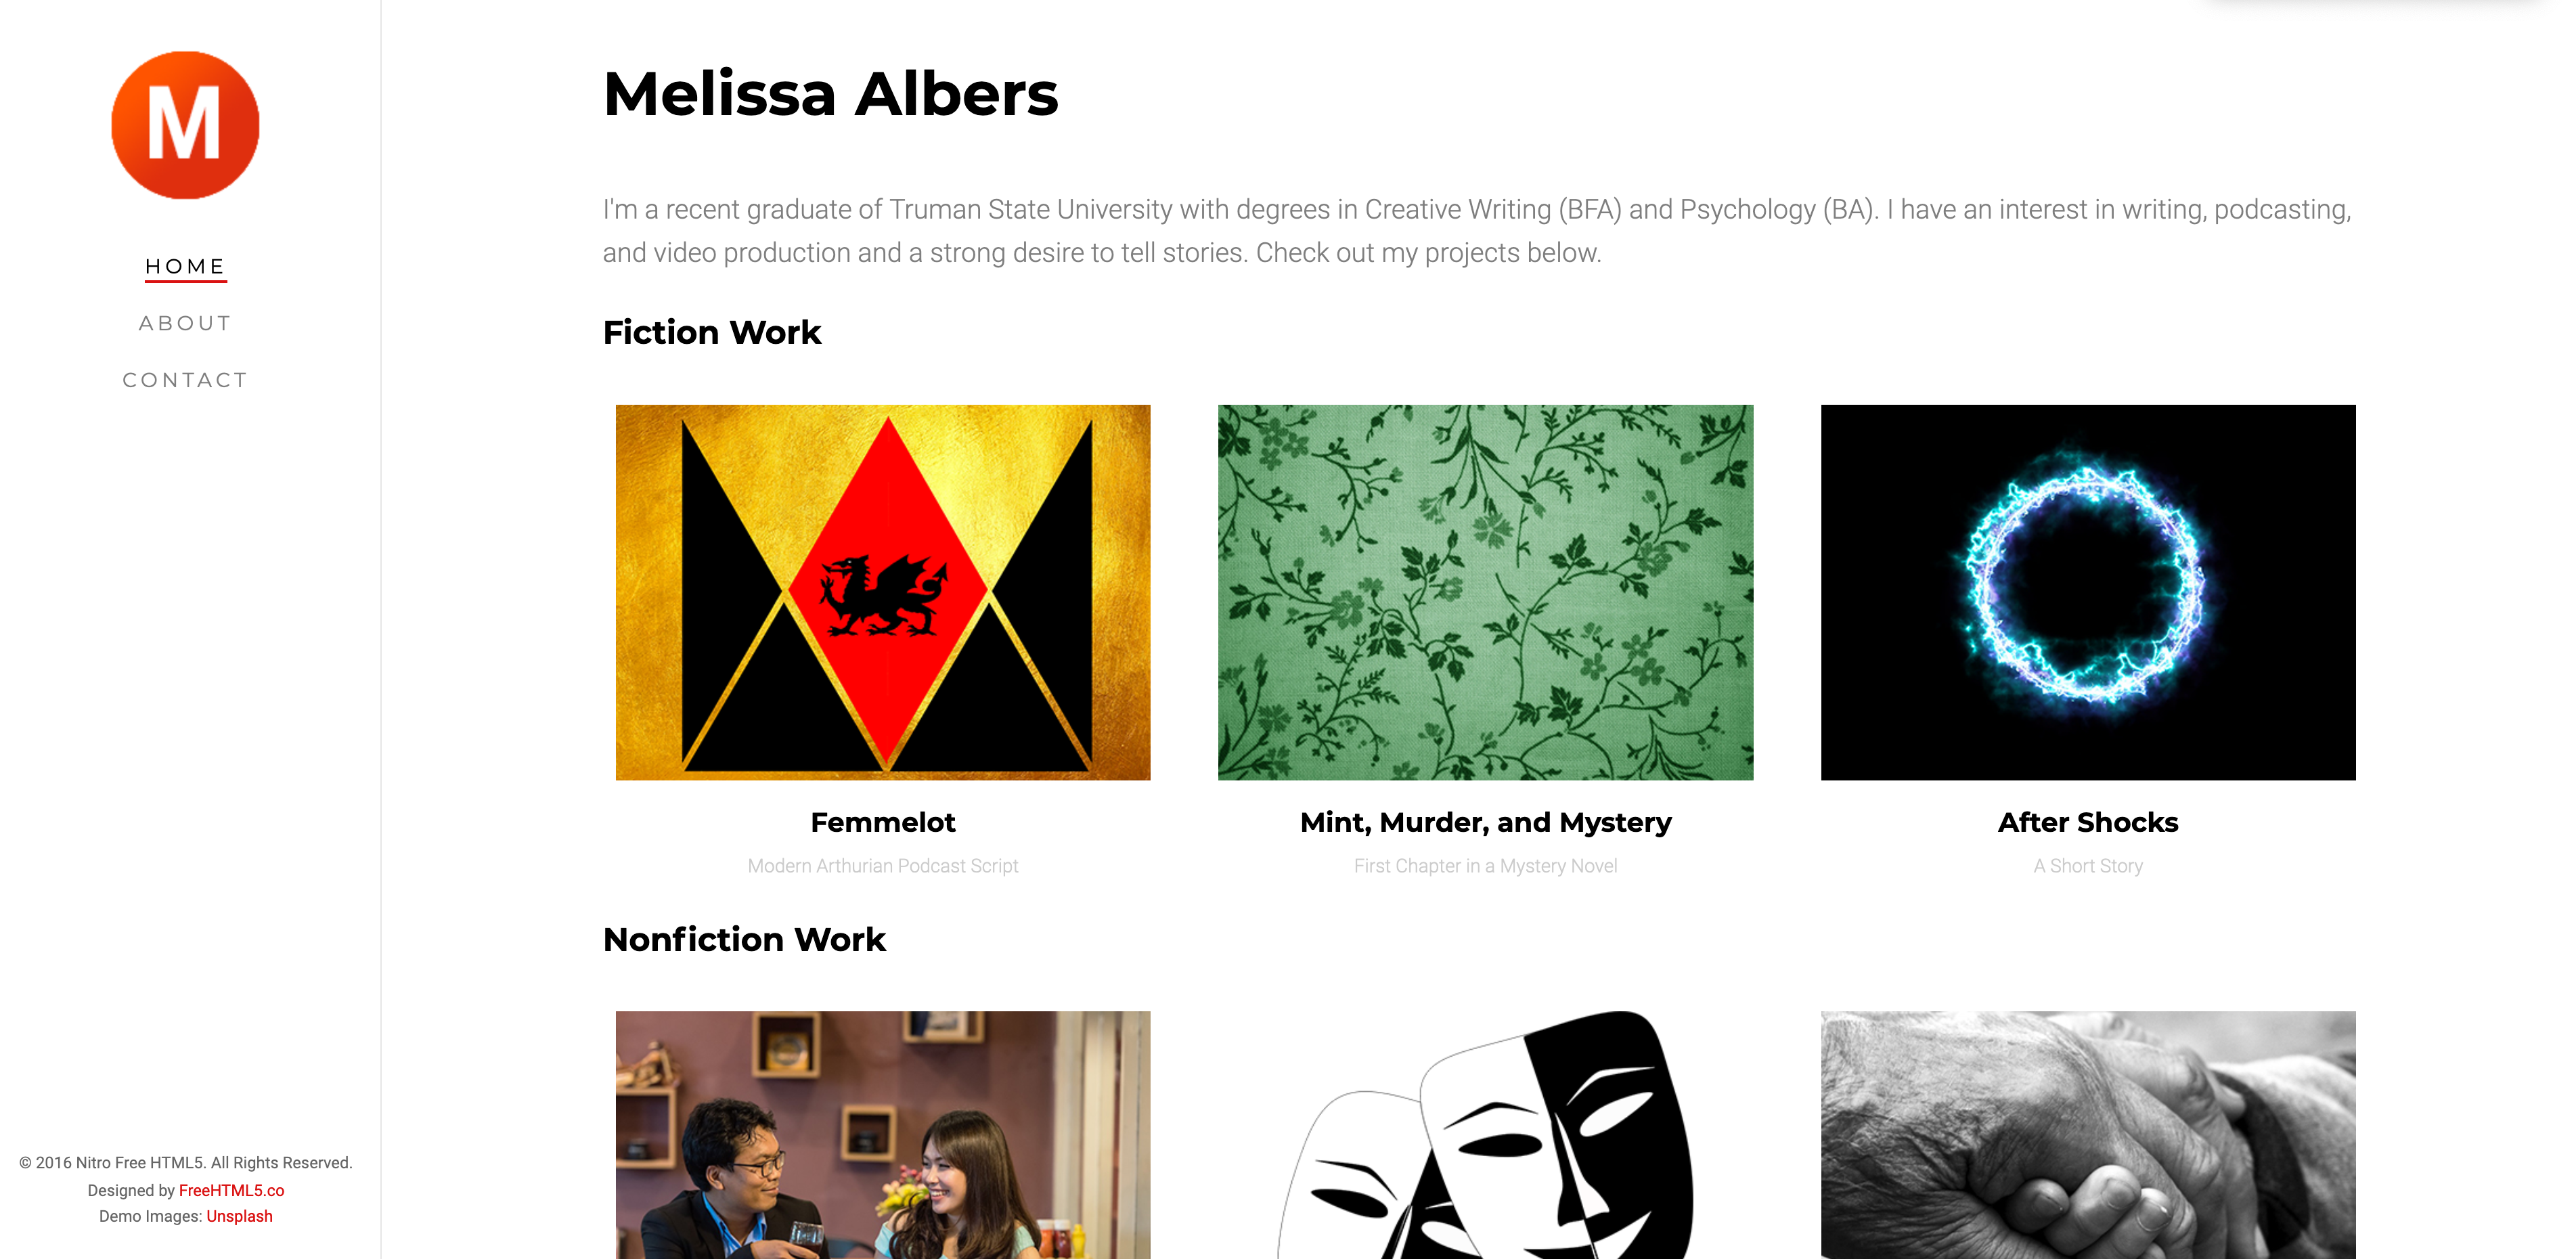 M
HOME
ABOUT
CONTACT
© 2016 Nitro Free HTML5. All Rights Reserved.
Designed by FreeHTML5.co
Demo Images: Unsplash
Melissa Albers
I'm a recent graduate of Truman State University with degrees in Creative Writing (BFA) and Psychology (BA). I have an interest in writing, podcasting,
and video production and a strong desire to tell stories. Check out my projects below.
Fiction Work
Femmelot
Modern Arthurian Podcast Script
Mint, Murder, and Mystery
First Chapter in a Mystery Novel
After Shocks
A Short Story
Nonfiction Work